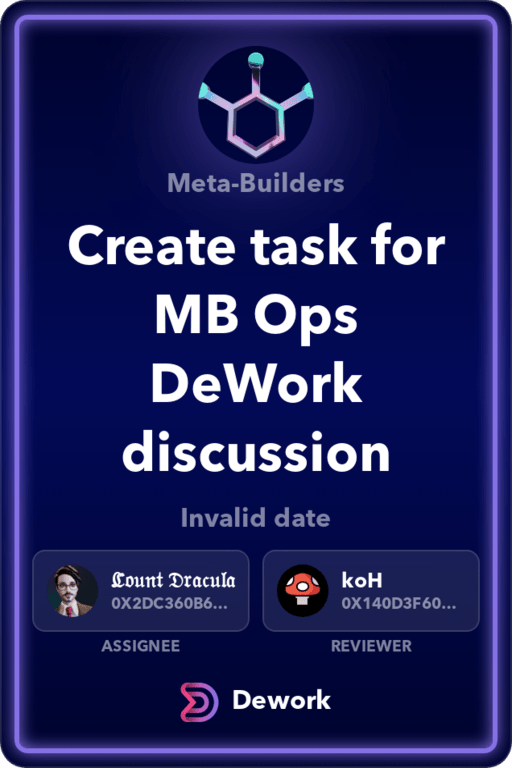 Meta-Builders
Create task for
MB Ops
DeWork
discussion
Invalid date
𝕮ount 𝕯racula
0X2DC360B6...
koH
0X140D3F60...
ASSIGNEE
REVIEWER
Dework